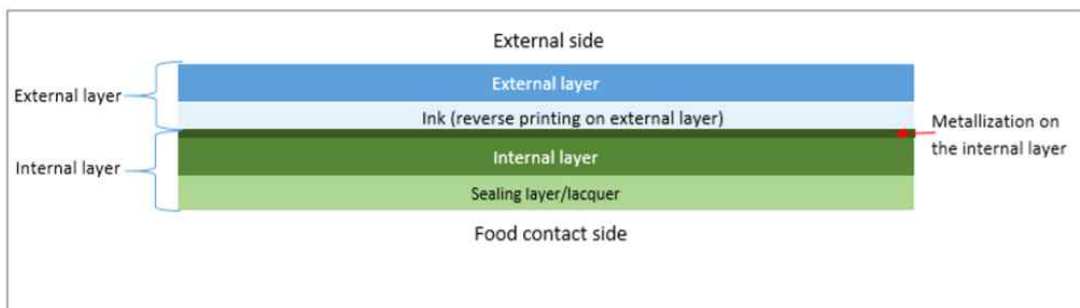 External side
External layer
External layer
Ink (reverse printing on external layer)
Metallization on
the internal layer
Internal layer
Internal layer
Sealing layer/lacquer
Food contact side